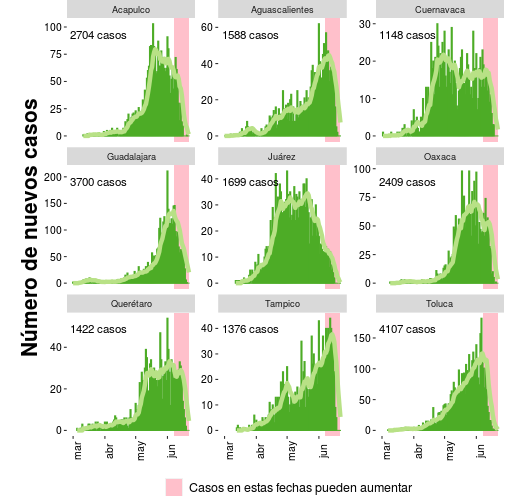 Número de nuevos casos
Acapulco
Aguascalientes
Cuernavaca
2704 casos
1588 casos
1148 casos
100
75
50
25
0
60
40
20
0
30
20
10
0
Guadalajara
Juárez
Oaxaca
3700 casos
1699 casos
2409 casos
200
150
100
50
0
40
30
20
10
0
100
75
50
25
0
Querétaro
Tampico
Toluca
1422 casos
1376 casos
4107 casos
40
20
0
40
30
20
10
0
150
100
50
0
mar abr may jun
mar abr may jun
mar abr may jun
Casos en estas fechas pueden aumentar